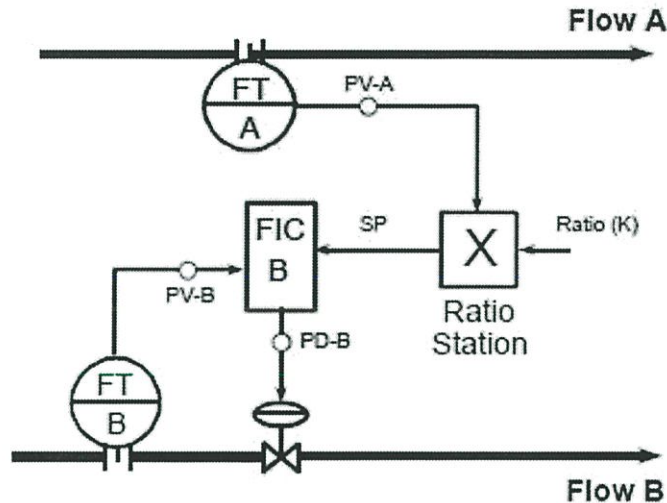 Flow A
FT
A
PV-A
FIC
B
SP
X
Ratio (K)
Ratio
Station
PV-B
PD-B
FT
B
Flow B